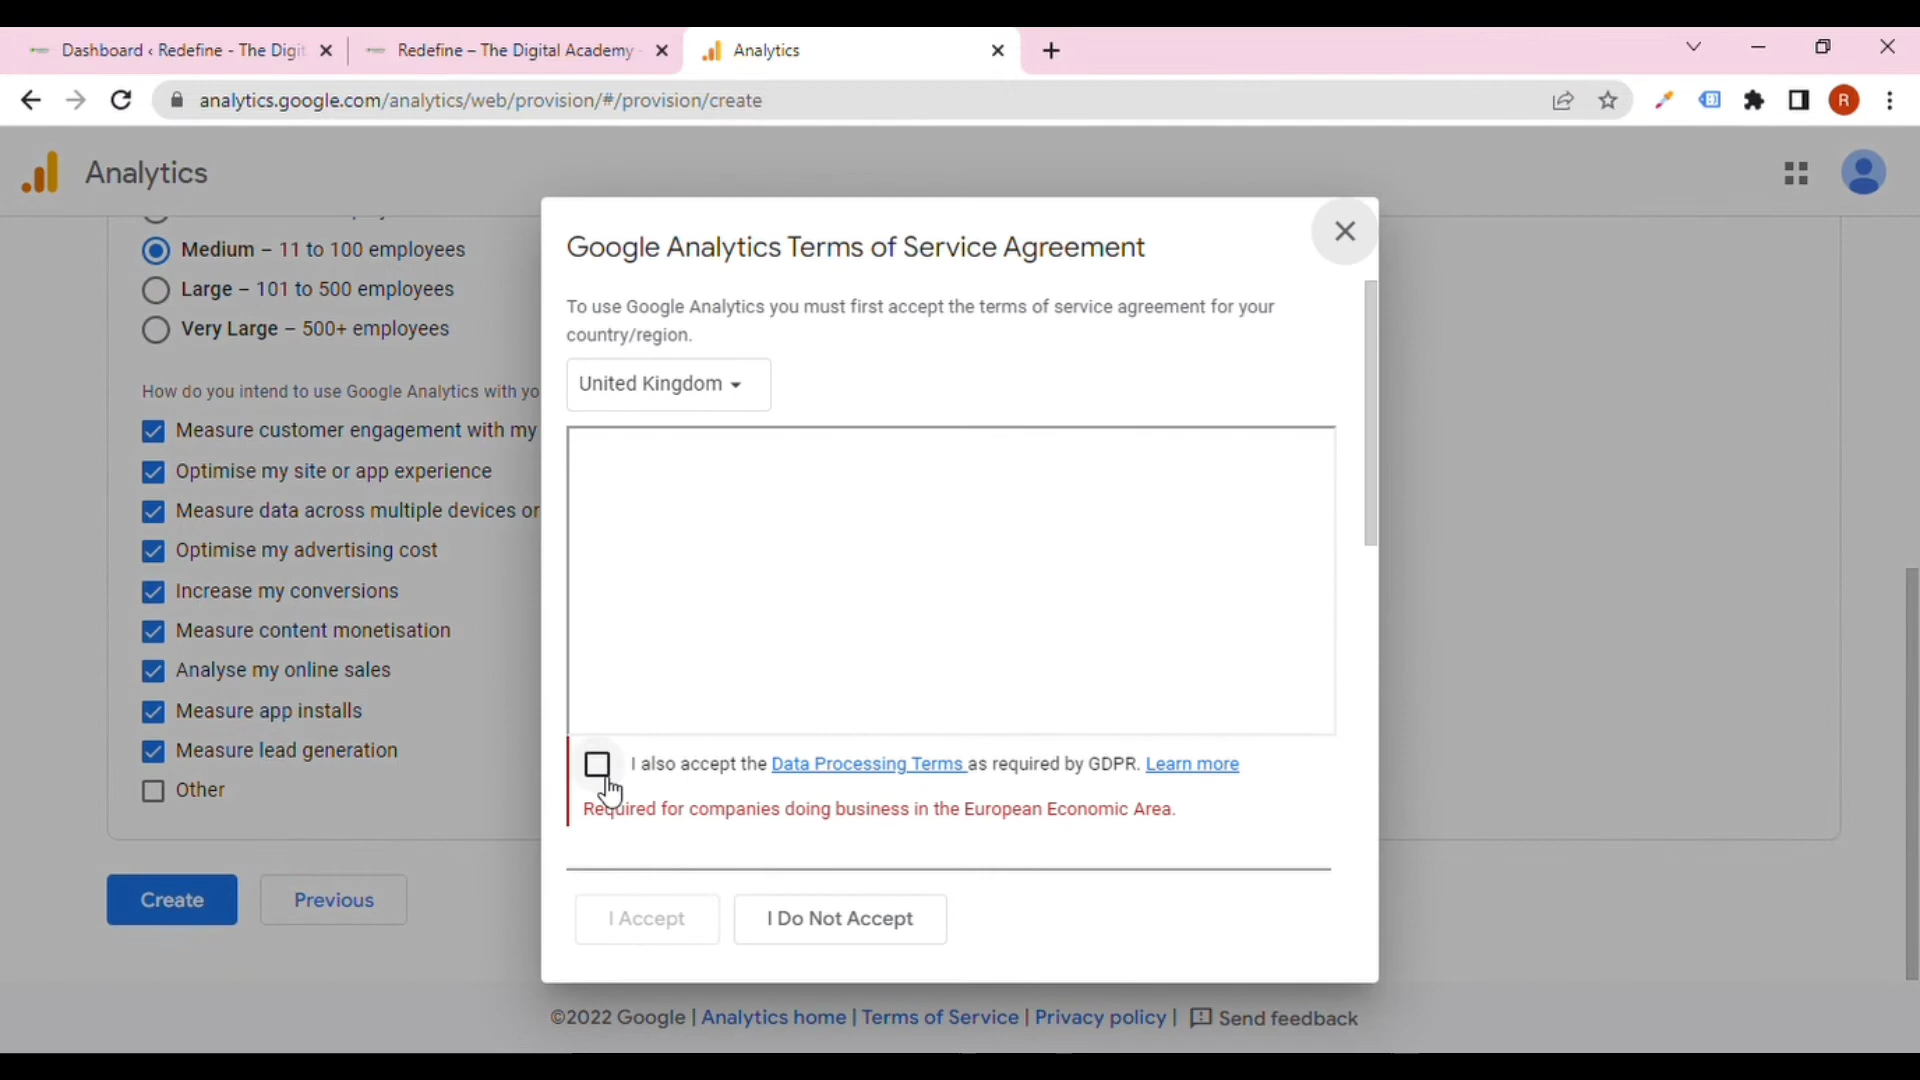 Dashboard ‹ Redefine - The Digit
Redefine – The Digital Academy
Analytics
analytics.google.com/analytics/web/provision/#/provision/create
R
Analytics
Medium – 11 to 100 employees
Large – 101 to 500 employees
Very Large – 500+ employees
How do you intend to use Google Analytics with yo
Measure customer engagement with my
Optimise my site or app experience
Measure data across multiple devices or
Optimise my advertising cost
Increase my conversions
Measure content monetisation
Analyse my online sales
Measure app installs
Measure lead generation
Other
Create
Previous
Google Analytics Terms of Service Agreement
To use Google Analytics you must first accept the terms of service agreement for your
country/region.
United Kingdom
I also accept the Data Processing Terms as required by GDPR. Learn more
Required for companies doing business in the European Economic Area.
I Accept
I Do Not Accept
©2022 Google | Analytics home | Terms of Service | Privacy policy | Send feedback